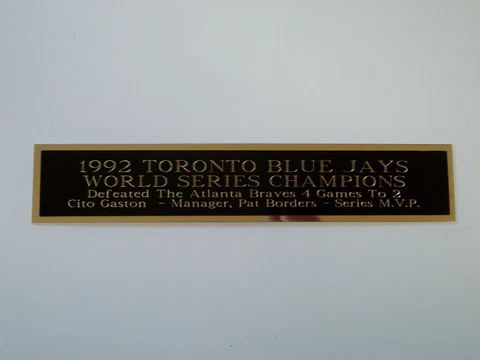 1992 TORONTO BLUE JAYS
WORLD SERIES CHAMPIONS
Defeated The Atlanta Braves 4 Games To 2
Cito Gaston - Manager, Pat Borders - Series M.V.P.